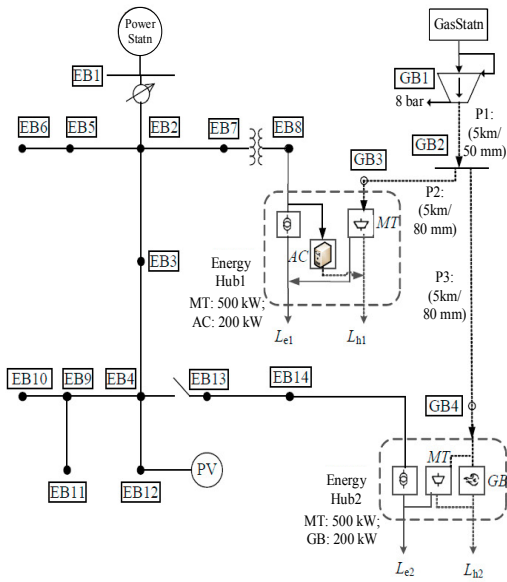 Power
Statn
GasStatn
EB1
GB1
8 bar
P1:
(5km/
50 mm)
EB6
EB5
EB2
EB7
EB8
GB2
GB3
P2:
(5km/
80 mm)
MT
AC
EB3
Energy
Hub1
MT: 500 kW;
AC: 200 kW
P3:
(5km/
80 mm)
Le1
Lh1
EB10
EB9
EB4
EB13
EB14
GB4
MT
GB
PV
EB11
EB12
Energy
Hub2
MT: 500 kW;
GB: 200 kW
Le2
Lh2